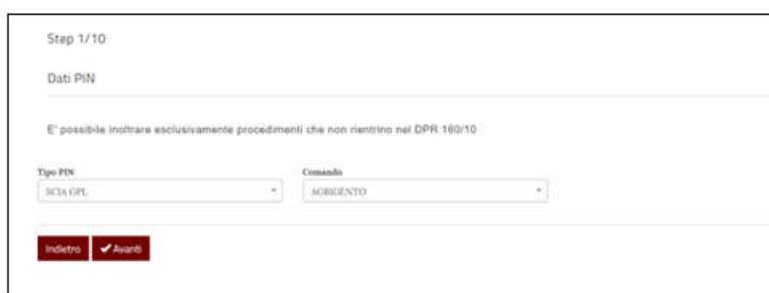 Step 1/10
Dati PIN
E' possibile inoltrare esclusivamente procedimenti che non rientrino nel DPR 160/10
Tipo PIN Comando
SCIA GPL AGRIGENTO
Indietro Avanti